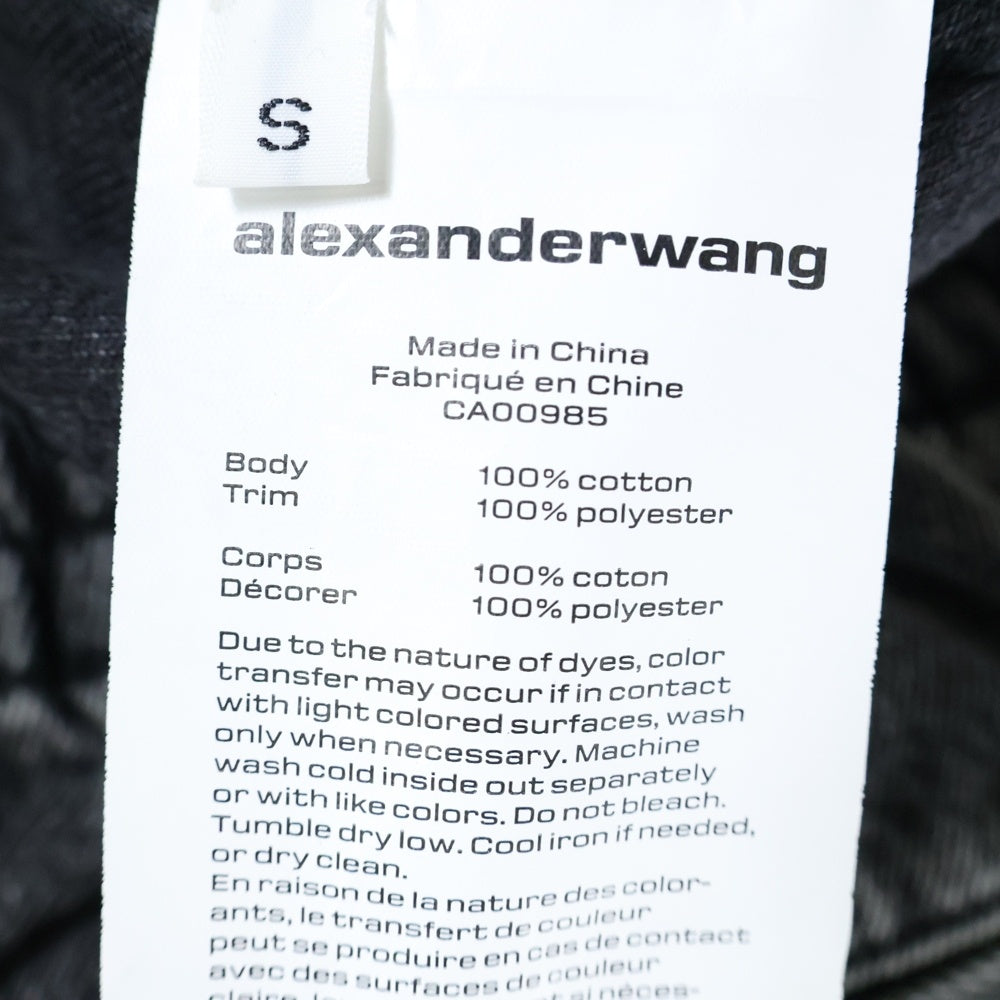 S
alexanderwang
Made in China
Fabriqué en Chine
CA00985
Body 100% cotton
Trim 100% polyester
Corps 100% coton
Décorer 100% polyester
Due to the nature of dyes, color
transfer may occur if in contact
with light colored surfaces, wash
only when necessary. Machine
wash cold inside out separately
or with like colors. Do not bleach.
Tumble dry low. Cool iron if needed,
or dry clean.
En raison de la nature des color-
ants, le transfert de couleur
peut se produire en cas de contact
avec des surfaces de couleur